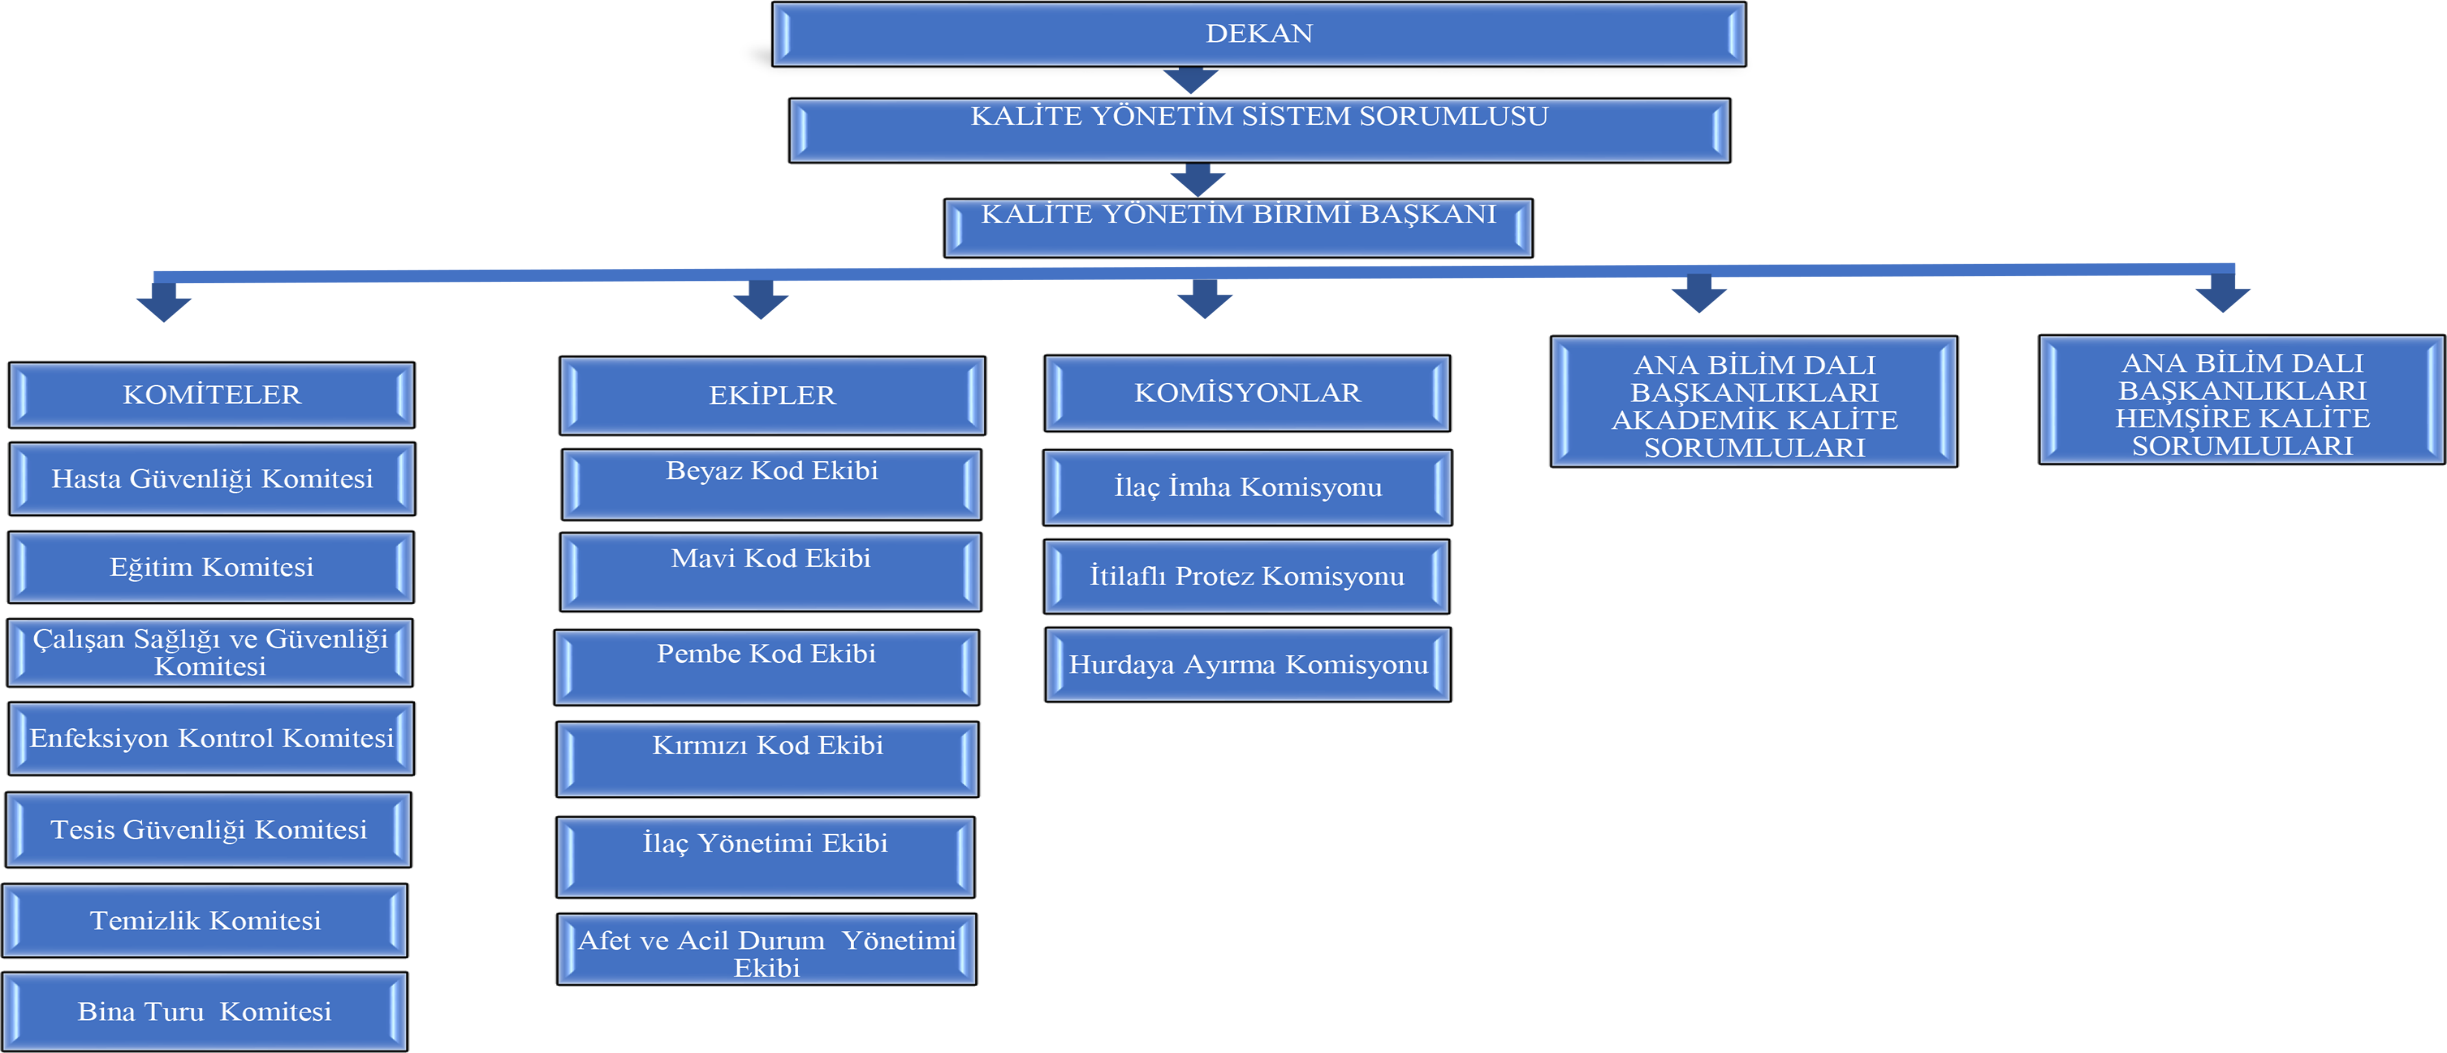 DEKAN
KALİTE YÖNETİM SİSTEM SORUMLUSU
KALİTE YÖNETİM BİRİMİ BAŞKANI
KOMİTELER
Hasta Güvenliği Komitesi
Eğitim Komitesi
Çalışan Sağlığı ve Güvenliği
Komitesi
Enfeksiyon Kontrol Komitesi
Tesis Güvenliği Komitesi
Temizlik Komitesi
Bina Turu  Komitesi
EKİPLER
Beyaz Kod Ekibi
Mavi Kod Ekibi
Pembe Kod Ekibi
Kırmızı Kod Ekibi
İlaç Yönetimi Ekibi
Afet ve Acil Durum  Yönetimi
Ekibi
KOMİSYONLAR
İlaç İmha Komisyonu
İtilaflı Protez Komisyonu
Hurdaya Ayırma Komisyonu
ANA BİLİM DALI
BAŞKANLIKLARI
AKADEMİK KALİTE
SORUMLULARI
ANA BİLİM DALI
BAŞKANLIKLARI
HEMŞİRE KALİTE
SORUMLULARI